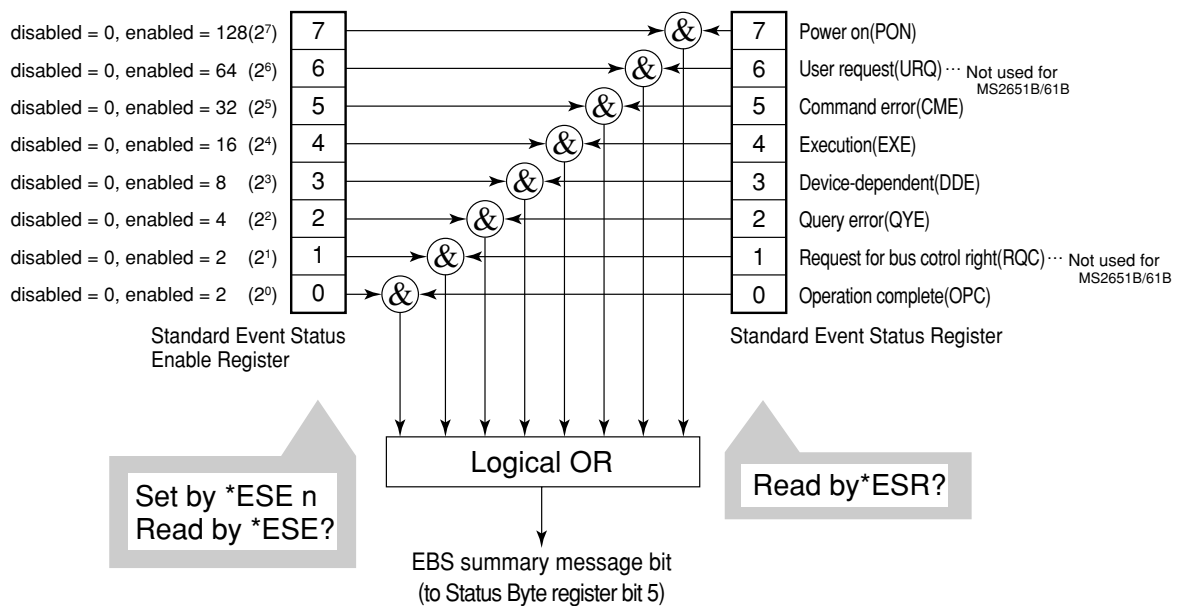 disabled = 0, enabled = 128(2⁷) 7 & 7 Power on(PON)
disabled = 0, enabled = 64 (2⁶) 6 & 6 User request(URQ) ··· Not used for
MS2651B/61B
disabled = 0, enabled = 32 (2⁵) 5 & 5 Command error(CME)
disabled = 0, enabled = 16 (2⁴) 4 & 4 Execution(EXE)
disabled = 0, enabled = 8 (2³) 3 & 3 Device-dependent(DDE)
disabled = 0, enabled = 4 (2²) 2 & 2 Query error(QYE)
disabled = 0, enabled = 2 (2¹) 1 & 1 Request for bus cotrol right(RQC) ··· Not used for
MS2651B/61B
disabled = 0, enabled = 2 (2⁰) 0 & 0 Operation complete(OPC)
Standard Event Status
Enable Register
Standard Event Status Register
Logical OR
Set by *ESE n
Read by *ESE?
Read by*ESR?
EBS summary message bit
(to Status Byte register bit 5)